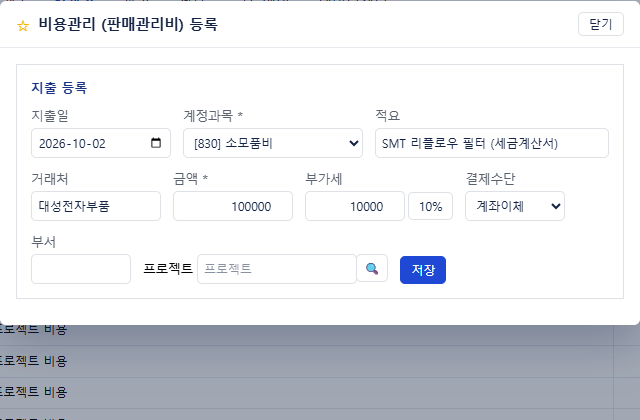 비용관리 (판매관리비) 등록
닫기
지출 등록
지출일
계정과목 *
적요
2026-10-02
[830] 소모품비
SMT 리플로우 필터 (세금계산서)
거래처
금액 *
부가세
결제수단
대성전자부품
100000
10000
10%
계좌이체
부서
프로젝트
프로젝트
저장
프로젝트 비용
프로젝트 비용
프로젝트 비용